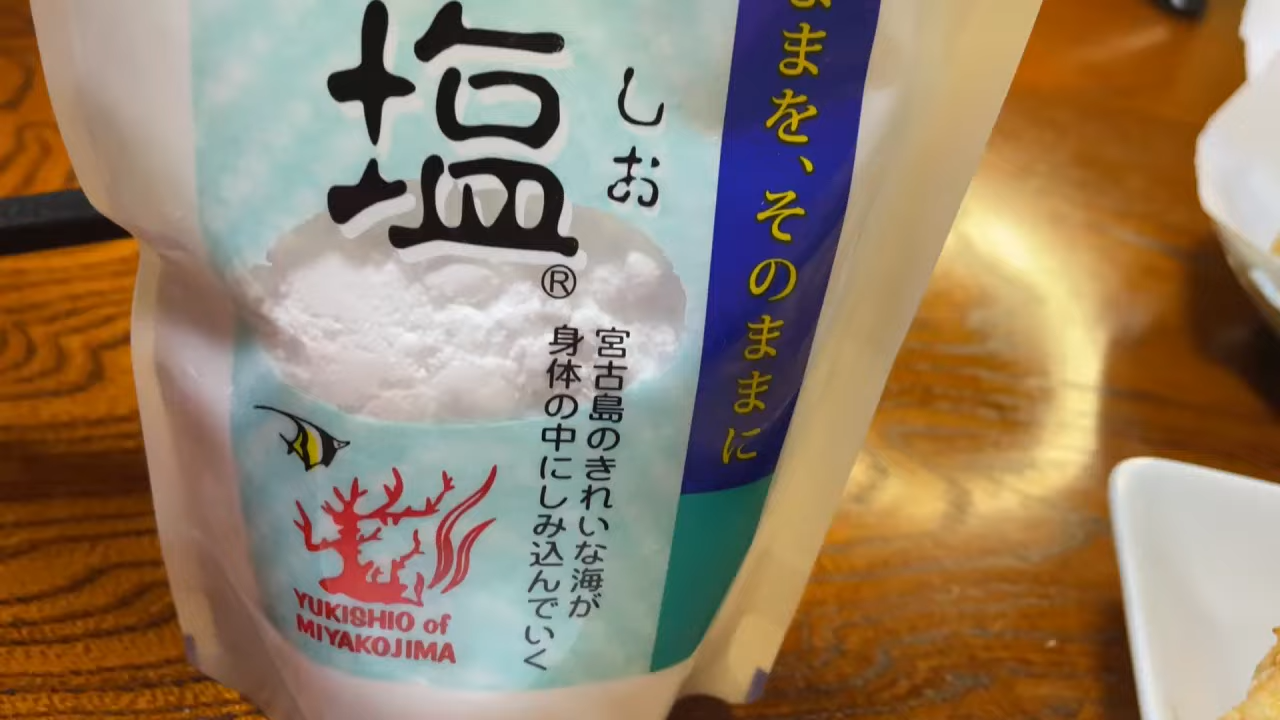 塩
しお
®
まを、そのままに
宮古島のきれいな海が
身体の中にしみ込んでいく
YUKISHIO of
MIYAKOJIMA